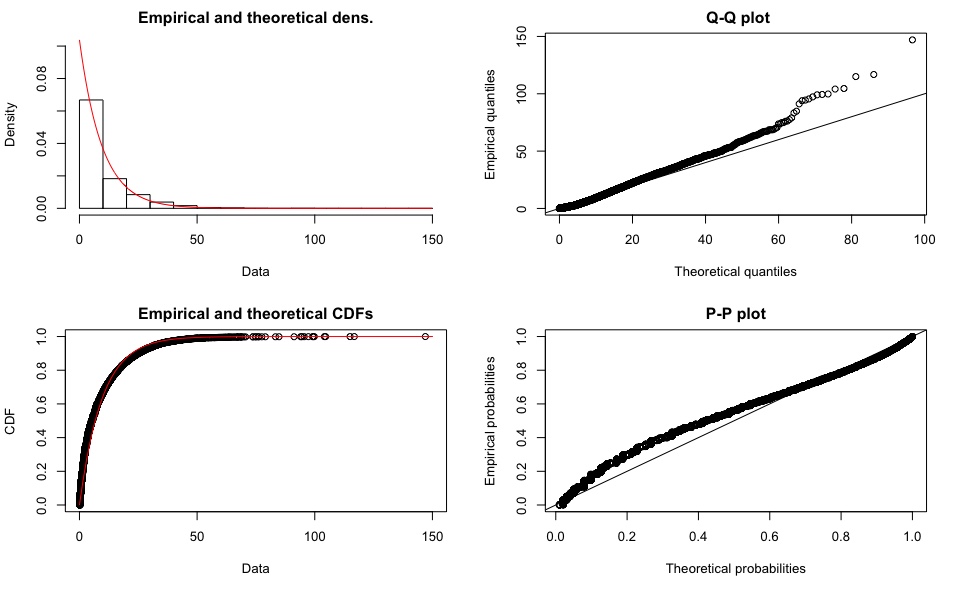 Empirical and theoretical dens.
Density
0.00 0.04 0.08
0 50 100 150
Data
Q-Q plot
Empirical quantiles
0 50 100 150
0 20 40 60 80 100
Theoretical quantiles
Empirical and theoretical CDFs
CDF
0.0 0.2 0.4 0.6 0.8 1.0
0 50 100 150
Data
P-P plot
Empirical probabilities
0.0 0.2 0.4 0.6 0.8 1.0
0.0 0.2 0.4 0.6 0.8 1.0
Theoretical probabilities